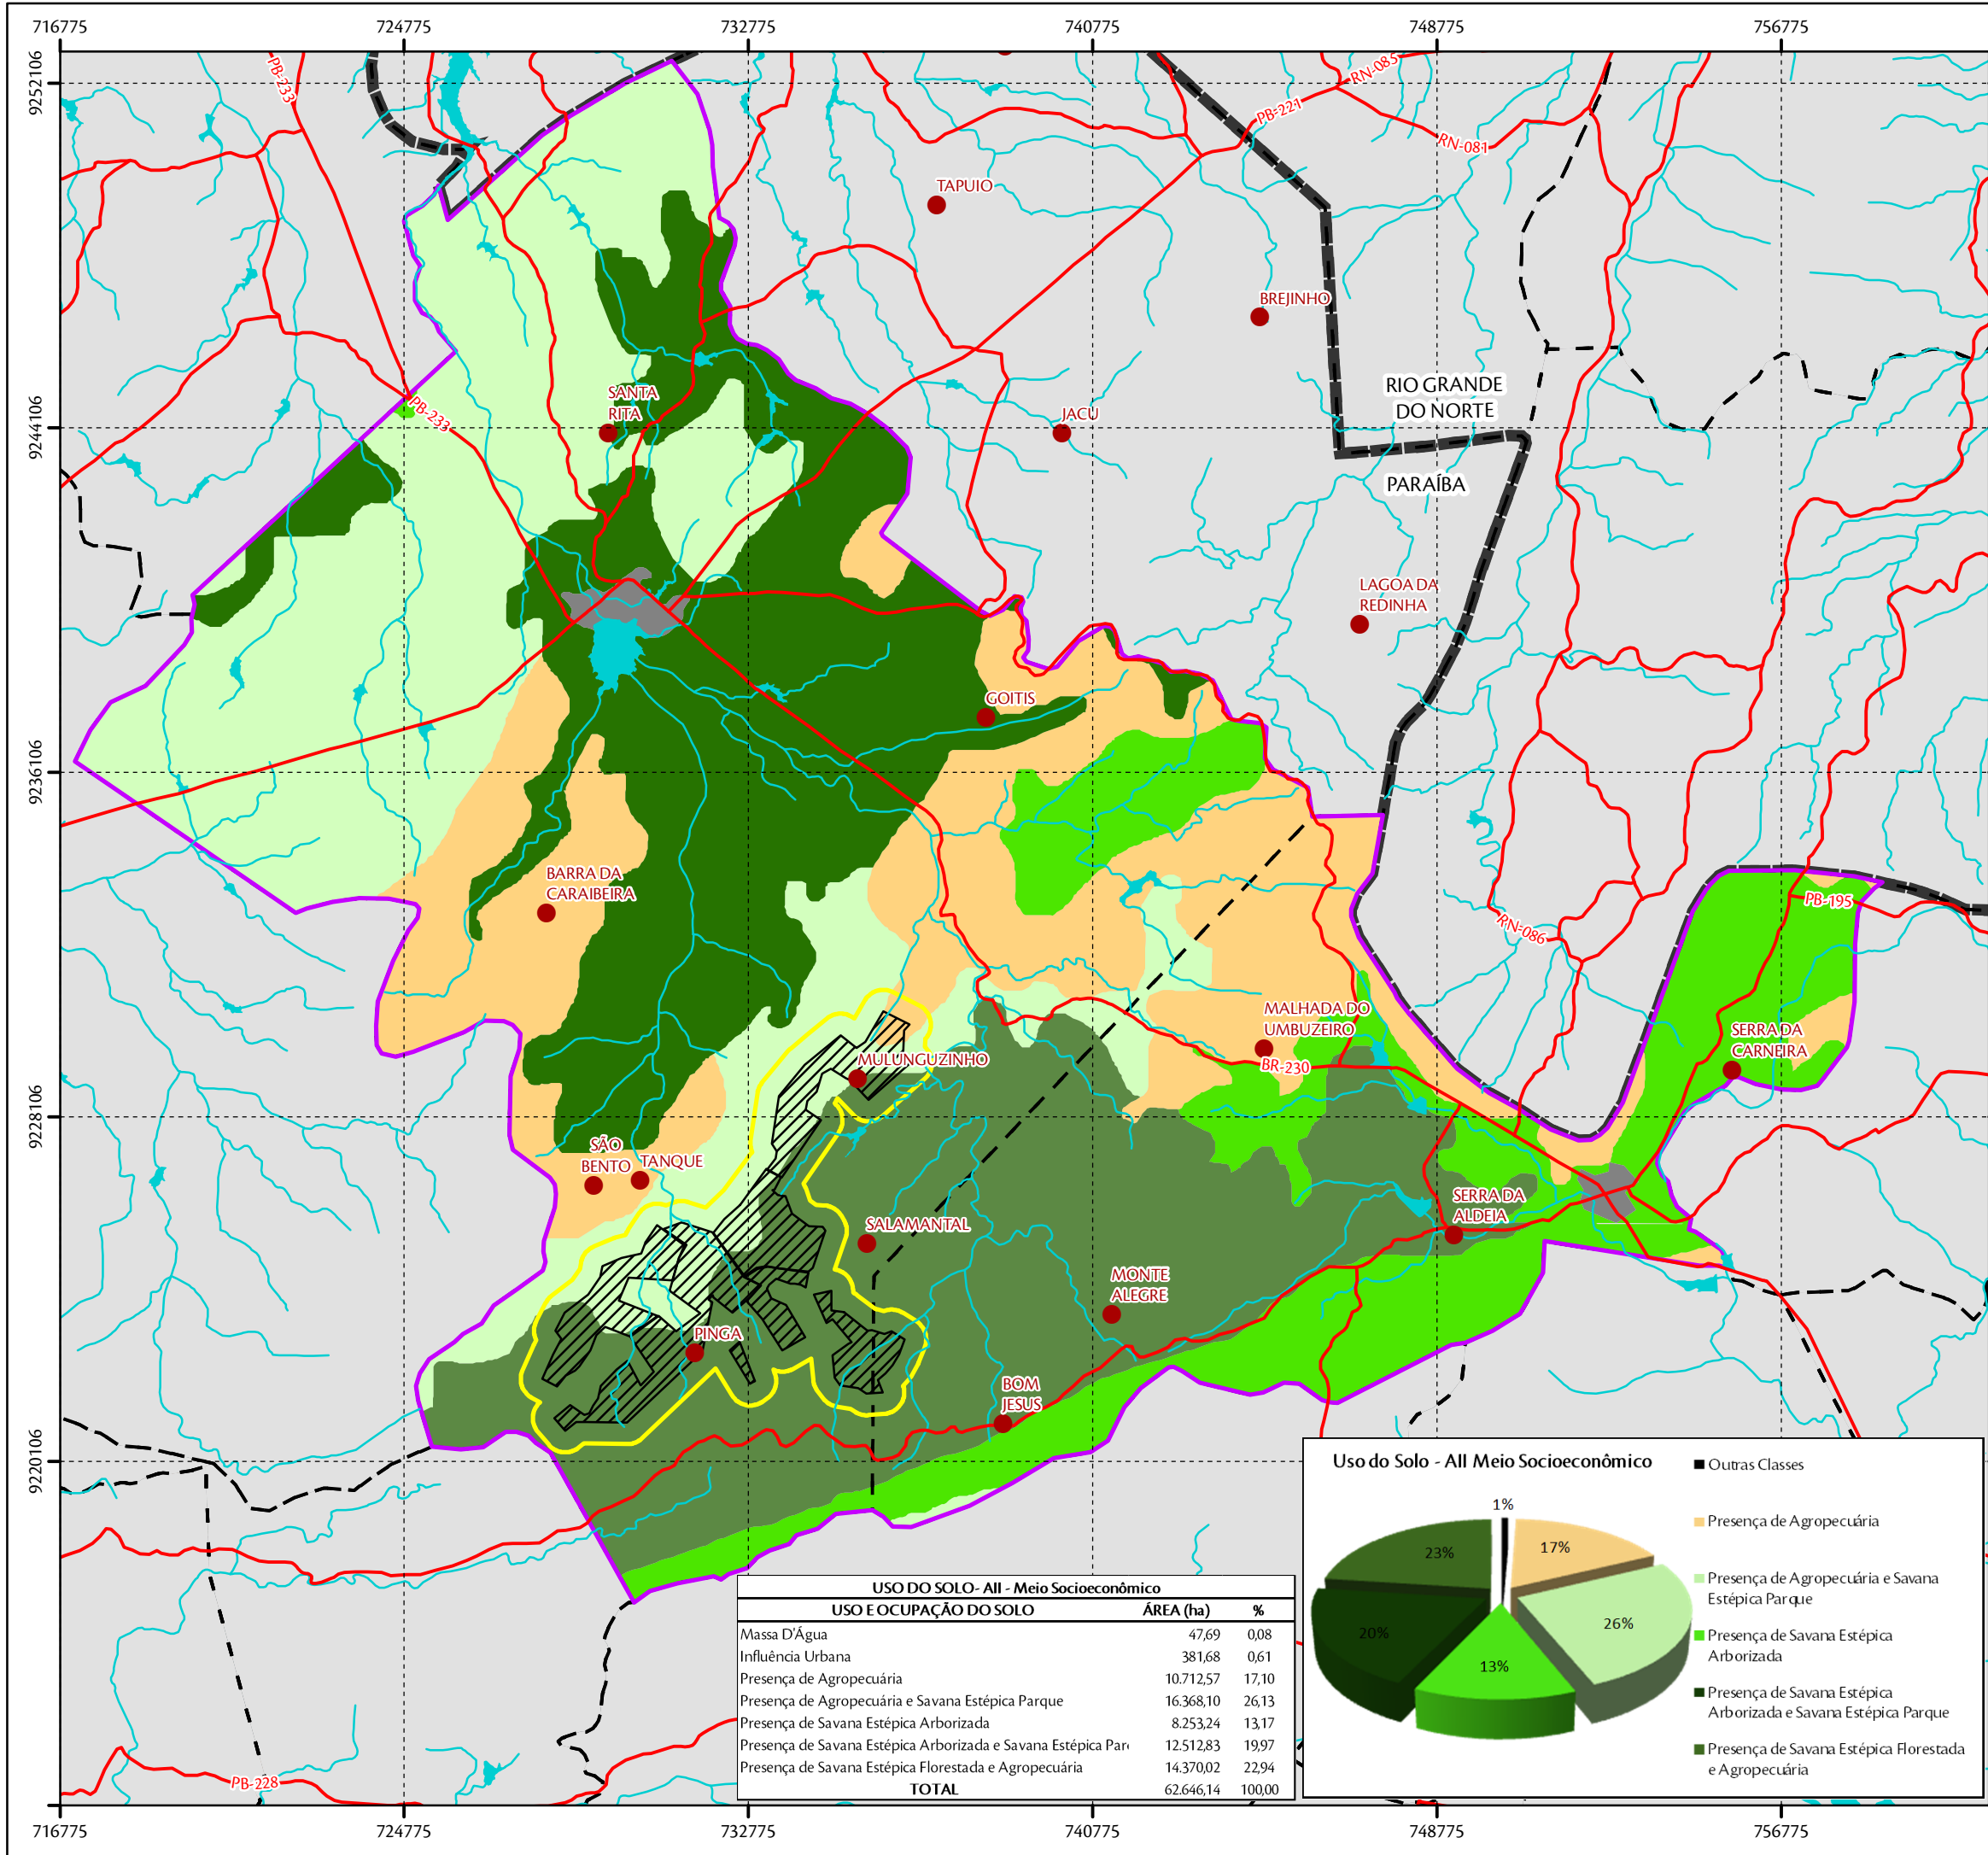 716775 724775 732775 740775 748775 756775
9252106
9244106
9236106
9228106
9220106
PB-233
PB-221
RN-085
RN-081
TAPUIO
BREJINHO
RIO GRANDE
DO NORTE
SANTA
RITA
PB-233
JACÚ
PARAÍBA
LAGOA DA
REDINHA
GOITIS
BARRA DA
CARAIBEIRA
PB-195
RN-086
MALHADA DO
UMBUZEIRO
SERRA DA
CARNEIRA
MULUNGUZINHO
BR-230
SÃO
BENTO
TANQUE
SALAMANTAL
SERRA DA
ALDEIA
MONTE
ALEGRE
PINGA
BOM
JESUS
PB-228
USO DO SOLO- AII - Meio Socioeconômico
USO E OCUPAÇÃO DO SOLO ÁREA (ha) %
Massa D'Água 47,69 0,08
Influência Urbana 381,68 0,61
Presença de Agropecuária 10.712,57 17,10
Presença de Agropecuária e Savana Estépica Parque 16.368,10 26,13
Presença de Savana Estépica Arborizada 8.253,24 13,17
Presença de Savana Estépica Arborizada e Savana Estépica Par 12.512,83 19,97
Presença de Savana Estépica Florestada e Agropecuária 14.370,02 22,94
TOTAL 62.646,14 100,00
Uso do Solo - AII Meio Socioeconômico
1%
17%
26%
13%
20%
23%
Outras Classes
Presença de Agropecuária
Presença de Agropecuária e Savana
Estépica Parque
Presença de Savana Estépica
Arborizada
Presença de Savana Estépica
Arborizada e Savana Estépica Parque
Presença de Savana Estépica Florestada
e Agropecuária
716775 724775 732775 740775 748775 756775